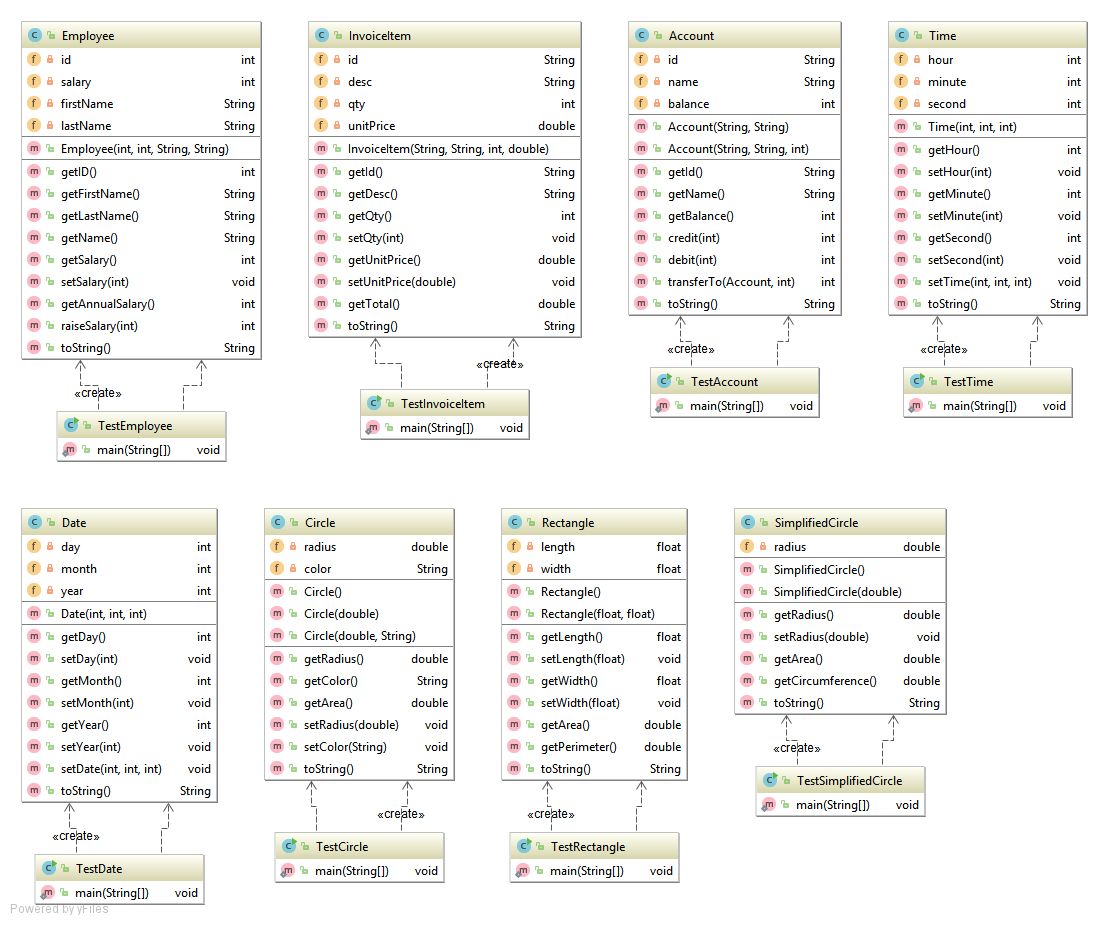 Employee
id int
salary int
firstName String
lastName String
Employee(int, int, String, String)
getID() int
getFirstName() String
getLastName() String
getName() String
getSalary() int
setSalary(int) void
getAnnualSalary() int
raiseSalary(int) int
toString() String
«create»
TestEmployee
main(String[]) void
InvoiceItem
id String
desc String
qty int
unitPrice double
InvoiceItem(String, String, int, double)
getId() String
getDesc() String
getQty() int
setQty(int) void
getUnitPrice() double
setUnitPrice(double) void
getTotal() double
toString() String
«create»
TestInvoiceItem
main(String[]) void
Account
id String
name String
balance int
Account(String, String)
Account(String, String, int)
getId() String
getName() String
getBalance() int
credit(int) int
debit(int) int
transferTo(Account, int) int
toString() String
«create»
TestAccount
main(String[]) void
Time
hour int
minute int
second int
Time(int, int, int)
getHour() int
setHour(int) void
getMinute() int
setMinute(int) void
getSecond() int
setSecond(int) void
setTime(int, int, int) void
toString() String
«create»
TestTime
main(String[]) void
Date
day int
month int
year int
Date(int, int, int)
getDay() int
setDay(int) void
getMonth() int
setMonth(int) void
getYear() int
setYear(int) void
setDate(int, int, int) void
toString() String
«create»
TestDate
main(String[]) void
Circle
radius double
color String
Circle()
Circle(double)
Circle(double, String)
getRadius() double
getColor() String
getArea() double
setRadius(double) void
setColor(String) void
toString() String
«create»
TestCircle
main(String[]) void
Rectangle
length float
width float
Rectangle()
Rectangle(float, float)
getLength() float
setLength(float) void
getWidth() float
setWidth(float) void
getArea() double
getPerimeter() double
toString() String
«create»
TestRectangle
main(String[]) void
SimplifiedCircle
radius double
SimplifiedCircle()
SimplifiedCircle(double)
getRadius() double
setRadius(double) void
getArea() double
getCircumference() double
toString() String
«create»
TestSimplifiedCircle
main(String[]) void
Powered by yFiles